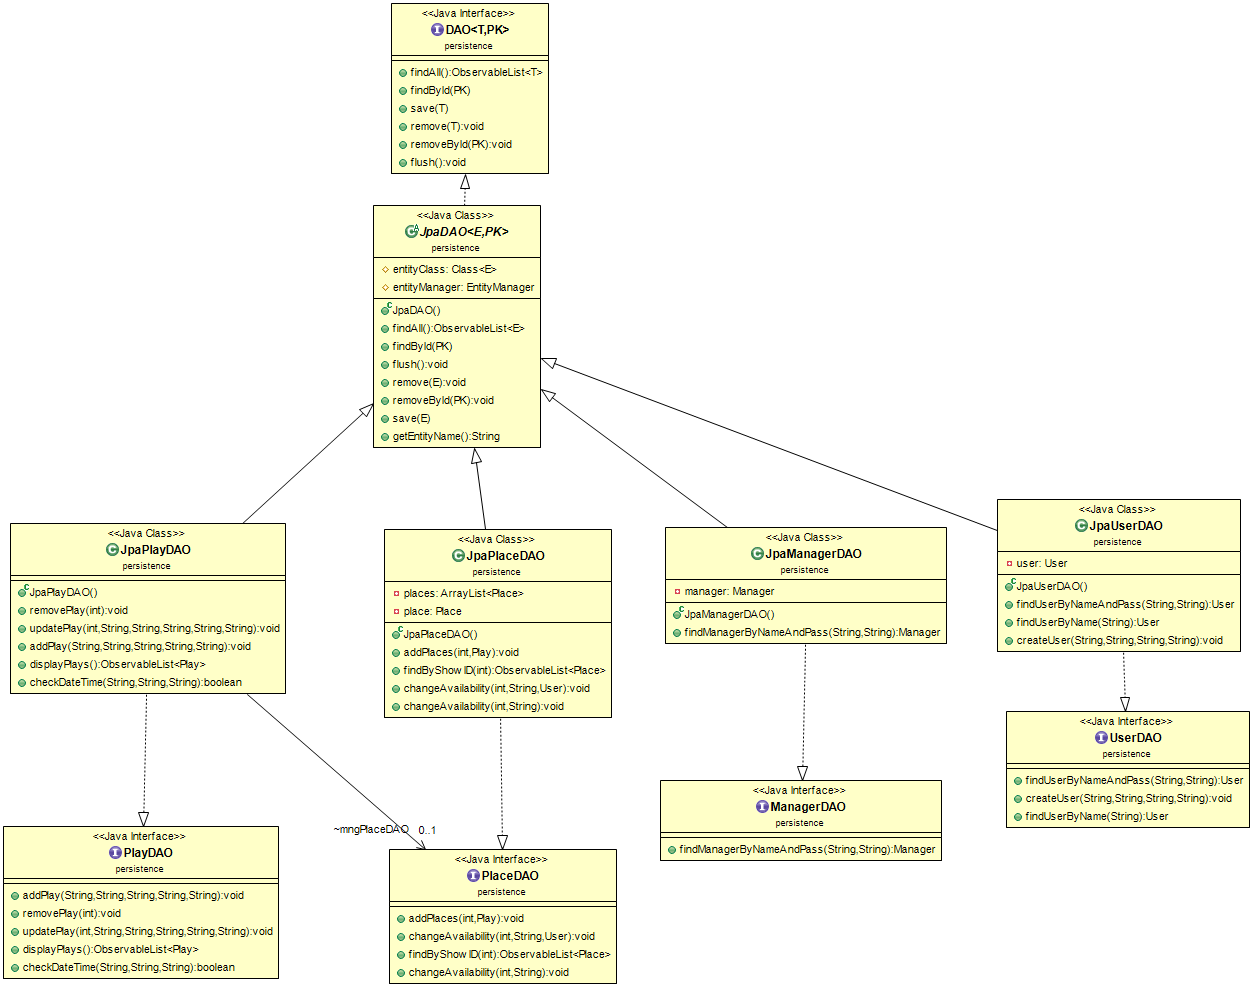 <<Java Interface>>
DAO<T,PK>
persistence
findAll():ObservableList<T>
findById(PK)
save(T)
remove(T):void
removeById(PK):void
flush():void
<<Java Class>>
JpaDAO<E,PK>
persistence
entityClass: Class<E>
entityManager: EntityManager
JpaDAO()
findAll():ObservableList<E>
findById(PK)
flush():void
remove(E):void
removeById(PK):void
save(E)
getEntityName():String
<<Java Class>>
JpaPlayDAO
persistence
JpaPlayDAO()
removePlay(int):void
updatePlay(int,String,String,String,String,String):void
addPlay(String,String,String,String,String):void
displayPlays():ObservableList<Play>
checkDateTime(String,String,String):boolean
<<Java Class>>
JpaPlaceDAO
persistence
places: ArrayList<Place>
place: Place
JpaPlaceDAO()
addPlaces(int,Play):void
findByShowID(int):ObservableList<Place>
changeAvailability(int,String,User):void
changeAvailability(int,String):void
<<Java Class>>
JpaManagerDAO
persistence
manager: Manager
JpaManagerDAO()
findManagerByNameAndPass(String,String):Manager
<<Java Class>>
JpaUserDAO
persistence
user: User
JpaUserDAO()
findUserByNameAndPass(String,String):User
findUserByName(String):User
createUser(String,String,String,String):void
~mngPlaceDAO 0..1
<<Java Interface>>
PlayDAO
persistence
addPlay(String,String,String,String,String):void
removePlay(int):void
updatePlay(int,String,String,String,String,String):void
displayPlays():ObservableList<Play>
checkDateTime(String,String,String):boolean
<<Java Interface>>
PlaceDAO
persistence
addPlaces(int,Play):void
changeAvailability(int,String,User):void
findByShowID(int):ObservableList<Place>
changeAvailability(int,String):void
<<Java Interface>>
ManagerDAO
persistence
findManagerByNameAndPass(String,String):Manager
<<Java Interface>>
UserDAO
persistence
findUserByNameAndPass(String,String):User
createUser(String,String,String,String):void
findUserByName(String):User